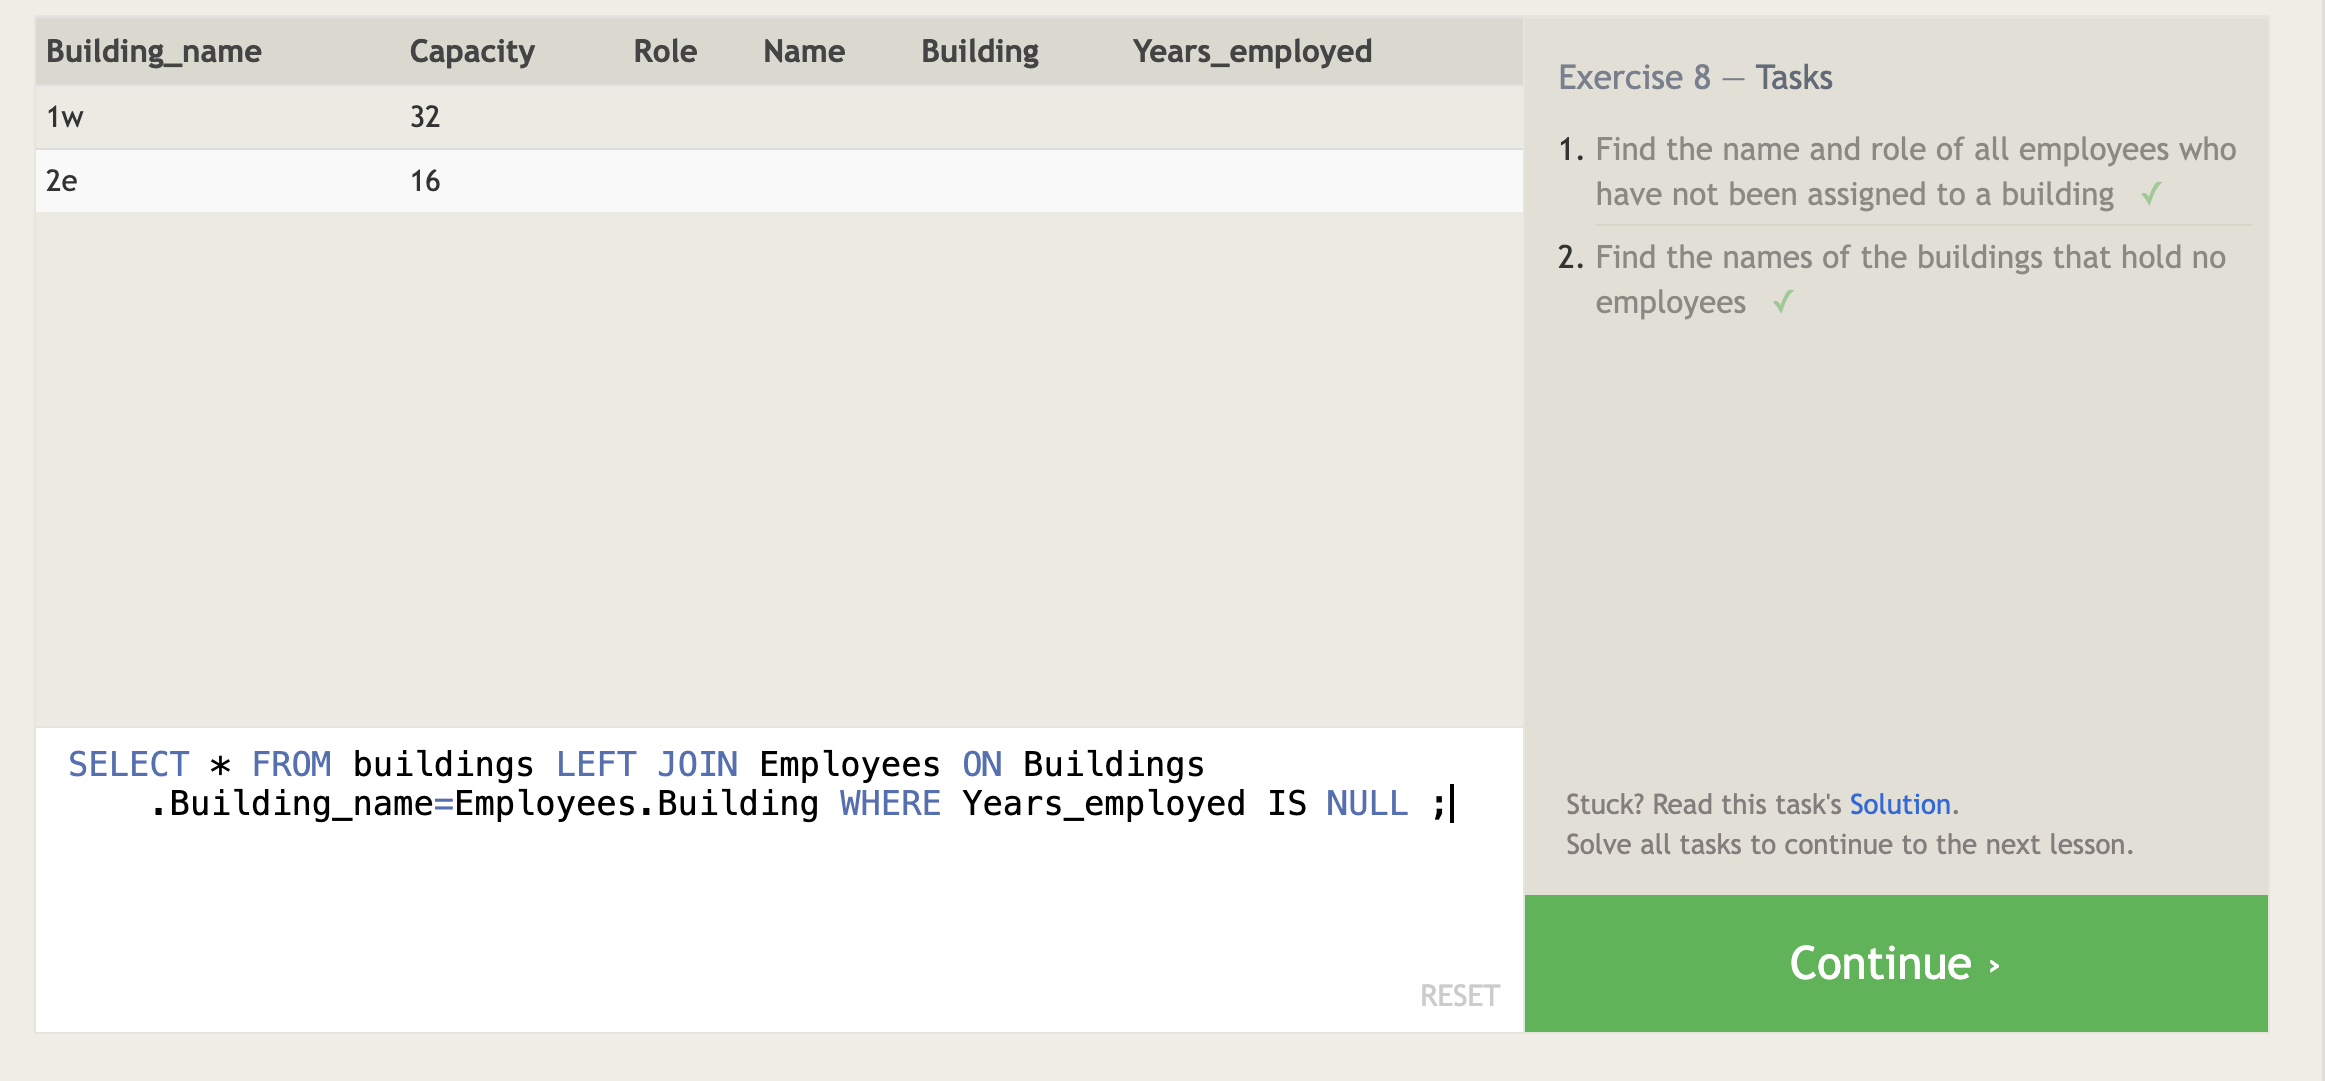 Building_name Capacity Role Name Building Years_employed
1w 32
2e 16
SELECT * FROM buildings LEFT JOIN Employees ON Buildings
.Building_name=Employees.Building WHERE Years_employed IS NULL ;
RESET
Exercise 8 — Tasks
1. Find the name and role of all employees who
have not been assigned to a building ✓
2. Find the names of the buildings that hold no
employees ✓
Stuck? Read this task's Solution.
Solve all tasks to continue to the next lesson.
Continue ›